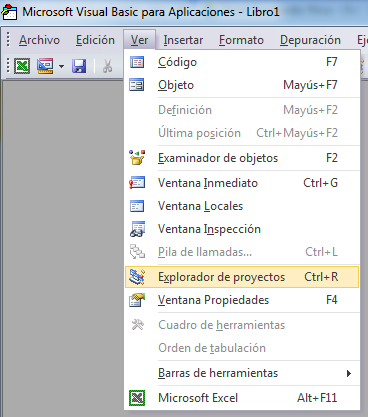 Microsoft Visual Basic para Aplicaciones - Libro1
Archivo Edición Ver Insertar Formato Depuración
Código F7
Objeto Mayús+F7
Definición Mayús+F2
Última posición Ctrl+Mayús+F2
Examinador de objetos F2
Ventana Inmediato Ctrl+G
Ventana Locales
Ventana Inspección
Pila de llamadas... Ctrl+L
Explorador de proyectos Ctrl+R
Ventana Propiedades F4
Cuadro de herramientas
Orden de tabulación
Barras de herramientas
Microsoft Excel Alt+F11